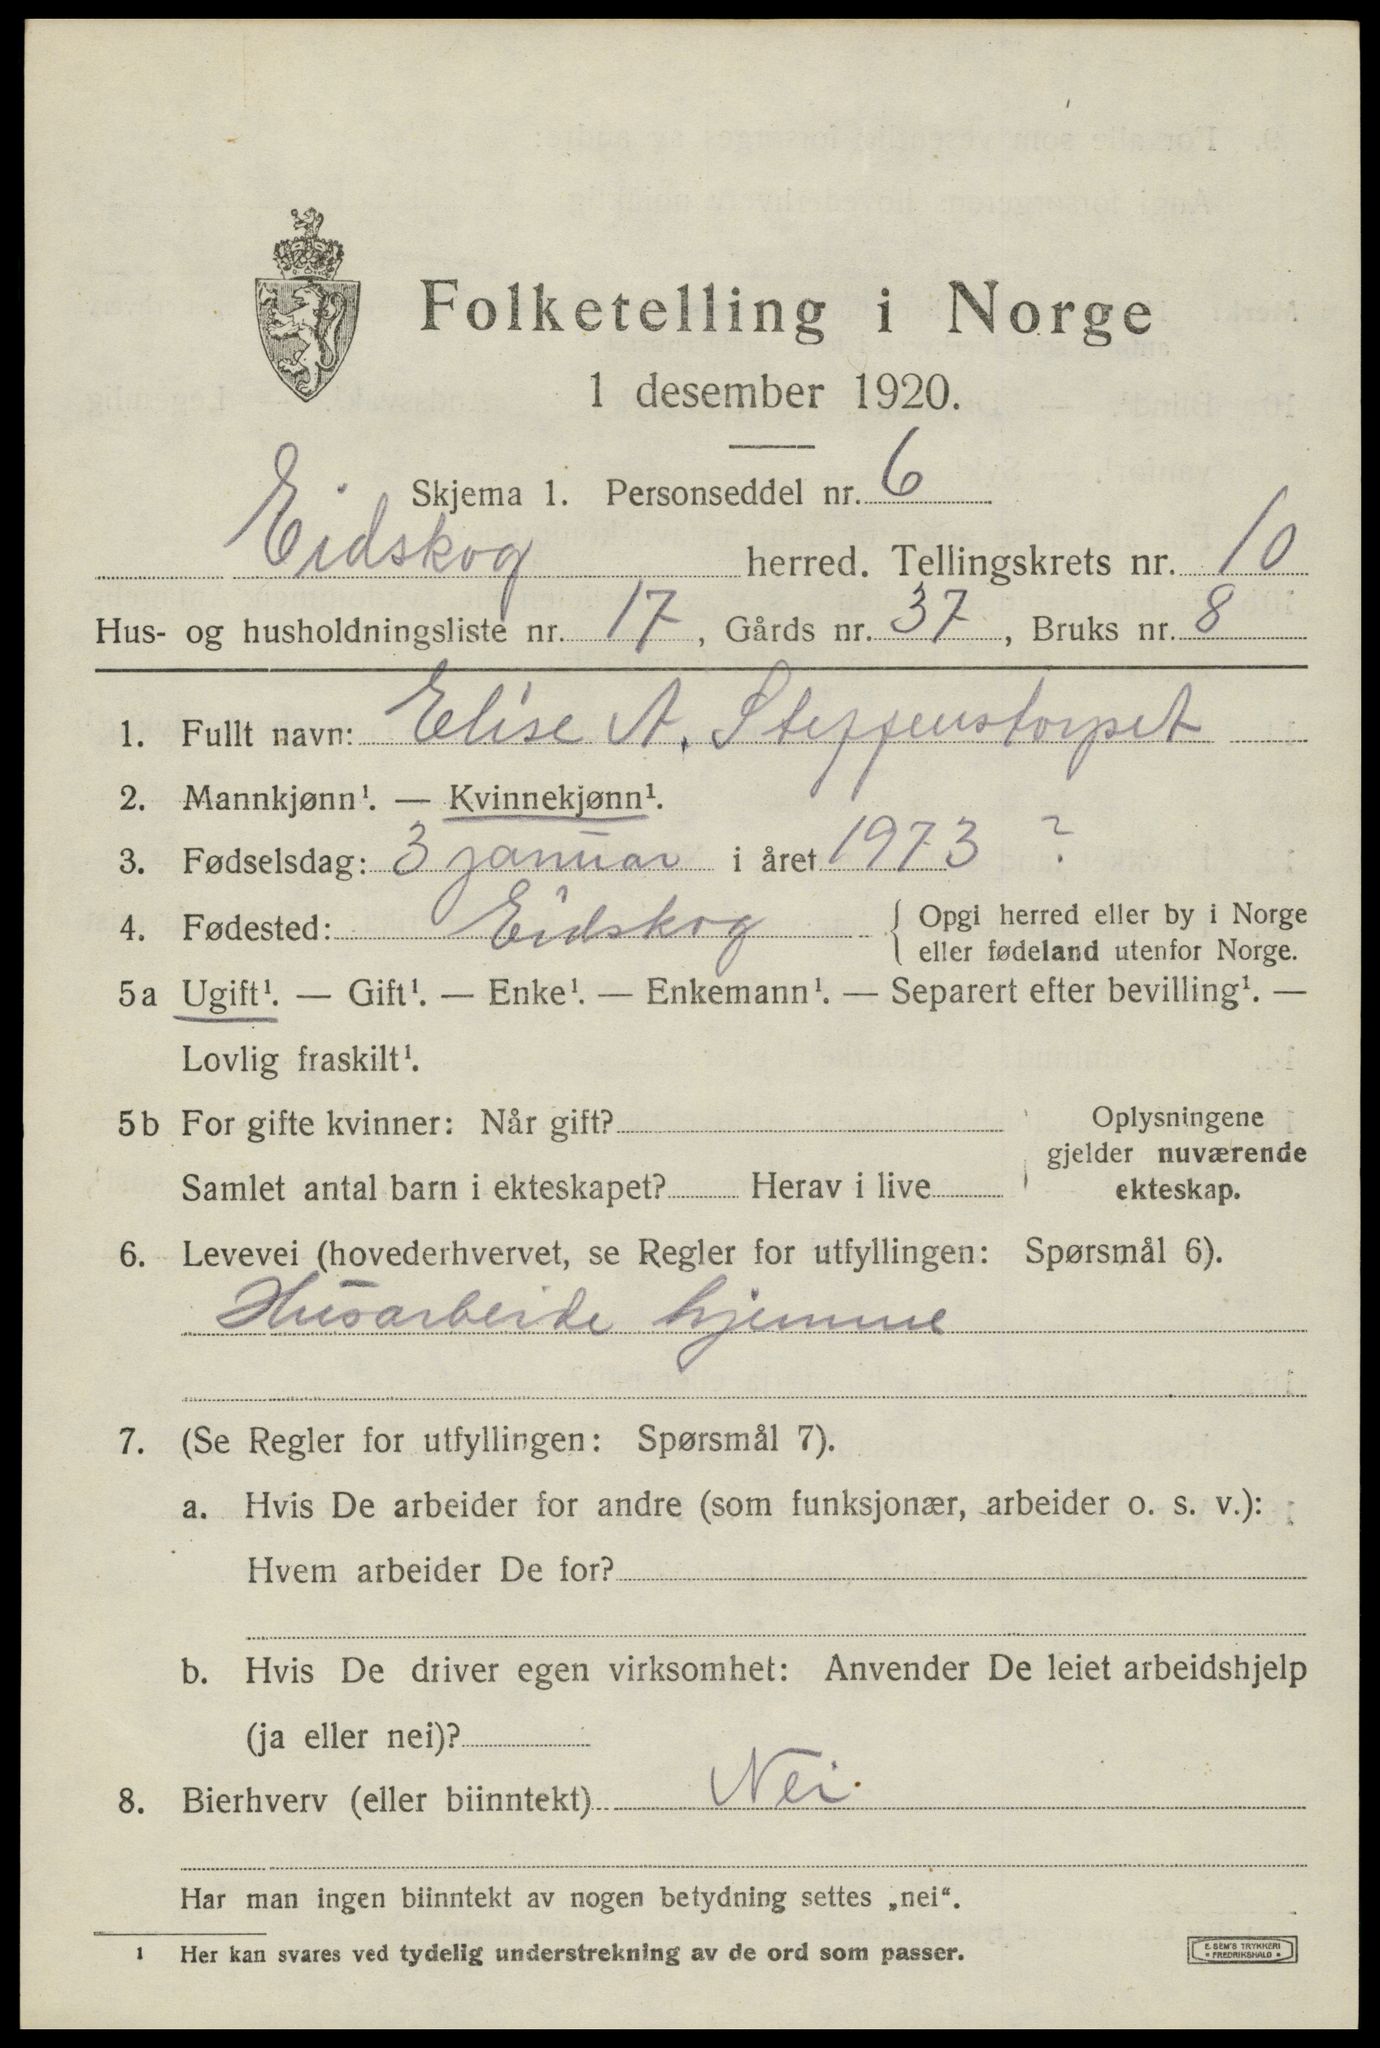 Folketelling i Norge
1 desember 1920.
Skjema 1. Personseddel nr. 6
Eidskog herred. Tellingskrets nr. 10
Hus- og husholdningsliste nr. 17, Gårds nr. 37, Bruks nr. 8
1. Fullt navn: Elise A. Steffenstorpet
2. Mannkjønn¹. — Kvinnekjønn¹.
3. Fødselsdag: 3 januar i året 1973 ?
4. Fødested: Eidskog { Opgi herred eller by i Norge
eller fødeland utenfor Norge.
5a Ugift¹. — Gift¹. — Enke¹. — Enkemann¹. — Separert efter bevilling¹. —
Lovlig fraskilt¹.
5b For gifte kvinner: Når gift?
Samlet antal barn i ekteskapet? Herav i live
Oplysningene
gjelder nuværende
ekteskap.
6. Levevei (hovederhvervet, se Regler for utfyllingen: Spørsmål 6).
Husarbeide hjemme
7. (Se Regler for utfyllingen: Spørsmål 7).
a. Hvis De arbeider for andre (som funksjonær, arbeider o. s. v.):
Hvem arbeider De for?
b. Hvis De driver egen virksomhet: Anvender De leiet arbeidshjelp
(ja eller nei)?
8. Bierhverv (eller biinntekt) Nei.
Har man ingen biinntekt av nogen betydning settes „nei“.
1 Her kan svares ved tydelig understrekning av de ord som passer.
E. SEM'S TRYKKERI
• FREDRIKSHALD •